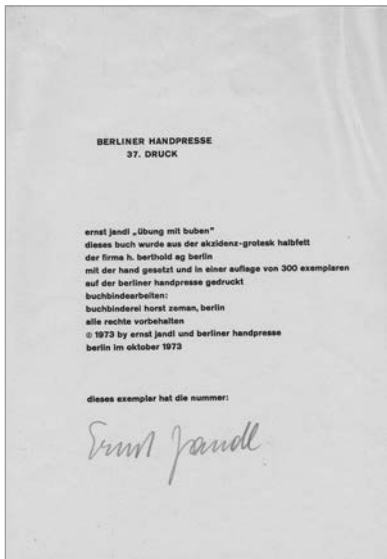 BERLINER HANDPRESSE
37. DRUCK
ernst jandl „übung mit buben“
dieses buch wurde aus der akzidenz-grotesk halbfett
der firma h. berthold ag berlin
mit der hand gesetzt und in einer auflage von 300 exemplaren
auf der berliner handpresse gedruckt
buchbindearbeiten:
buchbinderei horst zeman, berlin
alle rechte vorbehalten
© 1973 by ernst jandl und berliner handpresse
berlin im oktober 1973
dieses exemplar hat die nummer:
Ernst Jandl